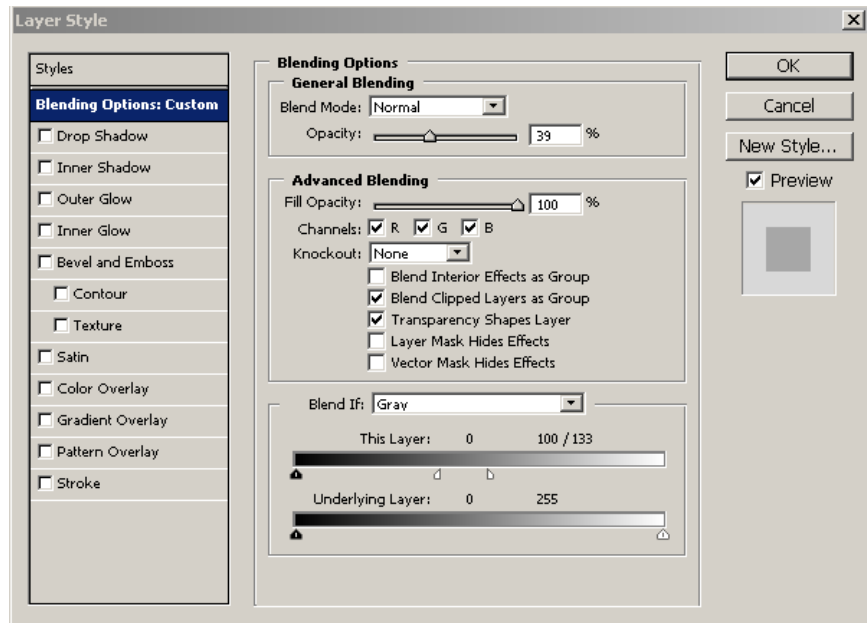 Layer Style
Styles
Blending Options: Custom
Drop Shadow
Inner Shadow
Outer Glow
Inner Glow
Bevel and Emboss
Contour
Texture
Satin
Color Overlay
Gradient Overlay
Pattern Overlay
Stroke
Blending Options
General Blending
Blend Mode: Normal
Opacity: 39 %
Advanced Blending
Fill Opacity: 100 %
Channels: R G B
Knockout: None
Blend Interior Effects as Group
Blend Clipped Layers as Group
Transparency Shapes Layer
Layer Mask Hides Effects
Vector Mask Hides Effects
Blend If: Gray
This Layer: 0 100 / 133
Underlying Layer: 0 255
OK
Cancel
New Style...
Preview